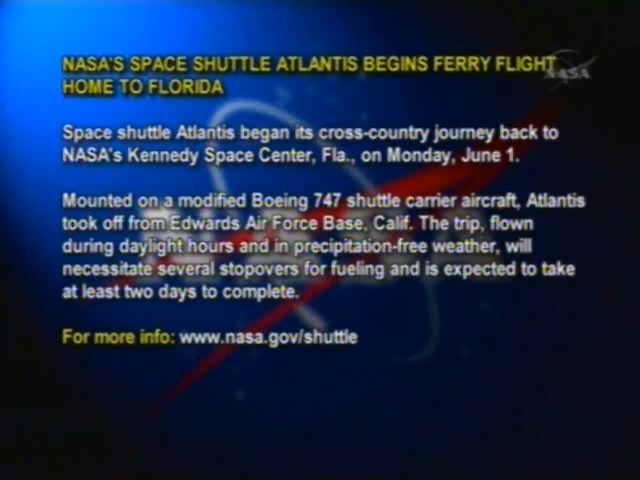 NASA'S SPACE SHUTTLE ATLANTIS BEGINS FERRY FLIGHT
HOME TO FLORIDA
NASA
Space shuttle Atlantis began its cross-country journey back to
NASA's Kennedy Space Center, Fla., on Monday, June 1.
Mounted on a modified Boeing 747 shuttle carrier aircraft, Atlantis
took off from Edwards Air Force Base, Calif. The trip, flown
during daylight hours and in precipitation-free weather, will
necessitate several stopovers for fueling and is expected to take
at least two days to complete.
For more info: www.nasa.gov/shuttle